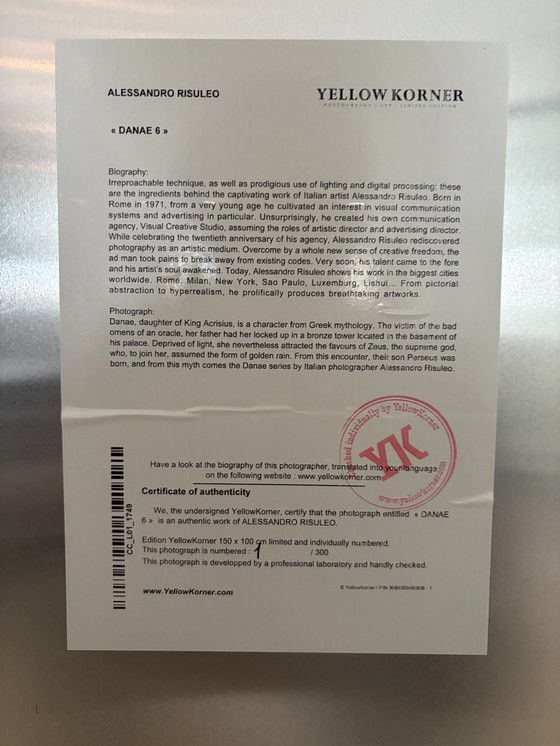 ALESSANDRO RISULEO
YELLOW KORNER
PHOTOGRAPHY - ART - LIMITED EDITION
« DANAE 6 »
Biography:
Irreproachable technique, as well as prodigious use of lighting and digital processing: these
are the ingredients behind the captivating work of Italian artist Alessandro Risuleo. Born in
Rome in 1971, from a very young age he cultivated an interest in visual communication
systems and advertising in particular. Unsurprisingly, he created his own communication
agency, Visual Creative Studio, assuming the roles of artistic director and advertising director.
While celebrating the twentieth anniversary of his agency, Alessandro Risuleo rediscovered
photography as an artistic medium. Overcome by a whole new sense of creative freedom, the
ad man took pains to break away from existing codes. Very soon, his talent came to the fore
and his artist's soul awakened. Today, Alessandro Risuleo shows his work in the biggest cities
worldwide. Rome, Milan, New York, Sao Paulo, Luxemburg, Lishui... From pictorial
abstraction to hyperrealism, he prolifically produces breathtaking artworks.
Photograph:
Danae, daughter of King Acrisius, is a character from Greek mythology. The victim of the bad
omens of an oracle, her father had her locked up in a bronze tower located in the basement of
his palace. Deprived of light, she nevertheless attracted the favours of Zeus, the supreme god,
who, to join her, assumed the form of golden rain. From this encounter, their son Perseus was
born, and from this myth comes the Danae series by Italian photographer Alessandro Risuleo.
individually by YellowKorner
YK
www.yellowkorner.com
Have a look at the biography of this photographer, translated into your language
on the following website : www.yellowkorner.com
Certificate of authenticity
We, the undersigned YellowKorner, certify that the photograph entitled « DANAE
6 » is an authentic work of ALESSANDRO RISULEO.
CC_L01_1749
Edition YellowKorner 150 x 100 cm limited and individually numbered.
This photograph is numbered : 1 / 300
This photograph is developped by a professional laboratory and handly checked.
www.YellowKorner.com
© YellowKorner / P/N